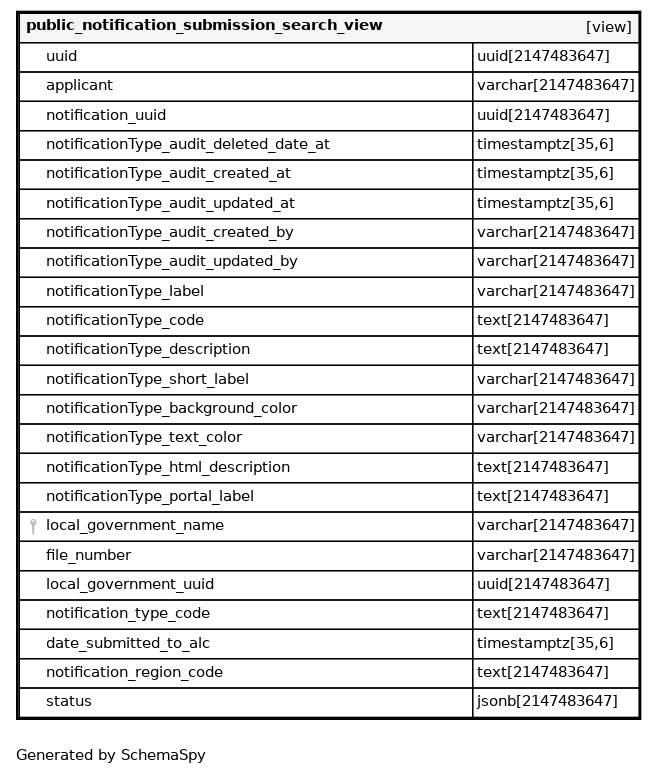 public_notification_submission_search_view [view]
uuid uuid[2147483647]
applicant varchar[2147483647]
notification_uuid uuid[2147483647]
notificationType_audit_deleted_date_at timestamptz[35,6]
notificationType_audit_created_at timestamptz[35,6]
notificationType_audit_updated_at timestamptz[35,6]
notificationType_audit_created_by varchar[2147483647]
notificationType_audit_updated_by varchar[2147483647]
notificationType_label varchar[2147483647]
notificationType_code text[2147483647]
notificationType_description text[2147483647]
notificationType_short_label varchar[2147483647]
notificationType_background_color varchar[2147483647]
notificationType_text_color varchar[2147483647]
notificationType_html_description text[2147483647]
notificationType_portal_label text[2147483647]
local_government_name varchar[2147483647]
file_number varchar[2147483647]
local_government_uuid uuid[2147483647]
notification_type_code text[2147483647]
date_submitted_to_alc timestamptz[35,6]
notification_region_code text[2147483647]
status jsonb[2147483647]
Generated by SchemaSpy